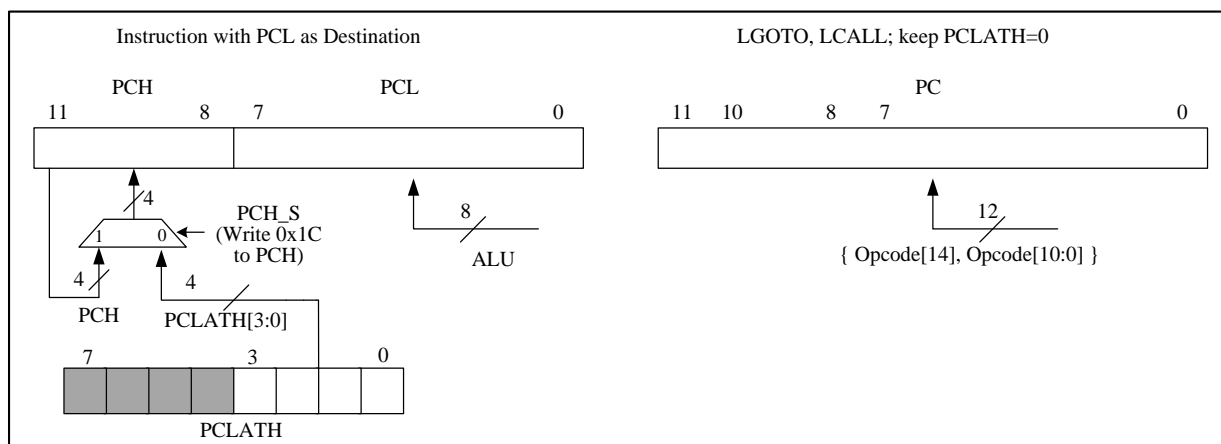 Instruction with PCL as Destination
LGOTO, LCALL; keep PCLATH=0
PCH
PCL
PC
11
8
7
0
11
10
8
7
0
4
PCH_S
(Write 0x1C
to PCH)
1
0
8
12
ALU
{ Opcode[14], Opcode[10:0] }
4
4
PCH
PCLATH[3:0]
7
3
0
PCLATH